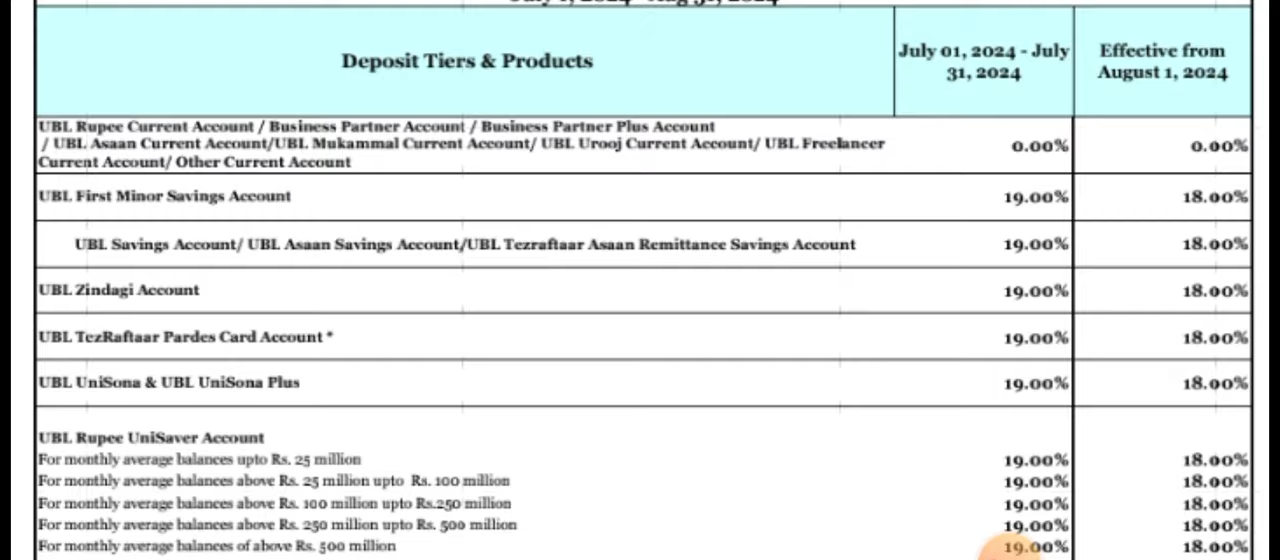 July 1, 2024 - Aug 31, 2024
Deposit Tiers & Products
July 01, 2024 - July
31, 2024
Effective from
August 1, 2024
UBL Rupee Current Account / Business Partner Account / Business Partner Plus Account
/ UBL Asaan Current Account/UBL Mukammal Current Account/ UBL Urooj Current Account/ UBL Freelancer
Current Account/ Other Current Account
0.00% 0.00%
UBL First Minor Savings Account 19.00% 18.00%
UBL Savings Account/ UBL Asaan Savings Account/UBL Tezraftaar Asaan Remittance Savings Account 19.00% 18.00%
UBL Zindagi Account 19.00% 18.00%
UBL TezRaftaar Pardes Card Account * 19.00% 18.00%
UBL UniSona & UBL UniSona Plus 19.00% 18.00%
UBL Rupee UniSaver Account
For monthly average balances upto Rs. 25 million 19.00% 18.00%
For monthly average balances above Rs. 25 million upto Rs. 100 million 19.00% 18.00%
For monthly average balances above Rs. 100 million upto Rs.250 million 19.00% 18.00%
For monthly average balances above Rs. 250 million upto Rs. 500 million 19.00% 18.00%
For monthly average balances of above Rs. 500 million 19.00% 18.00%